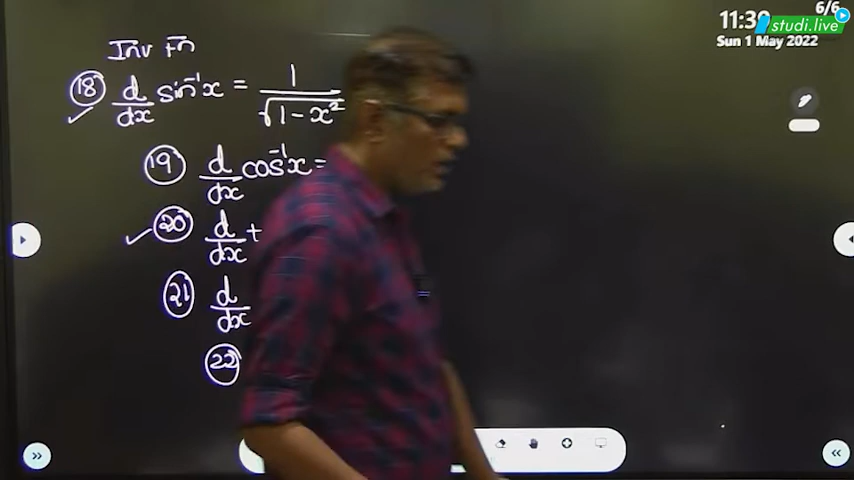 6/6
11:30
studi.live
Sun 1 May 2022
Inv Fn
18 d/dx sin⁻¹x = 1/√(1-x²)
19 d/dx cos⁻¹x =
20 d/dx t
21 d/dx
22